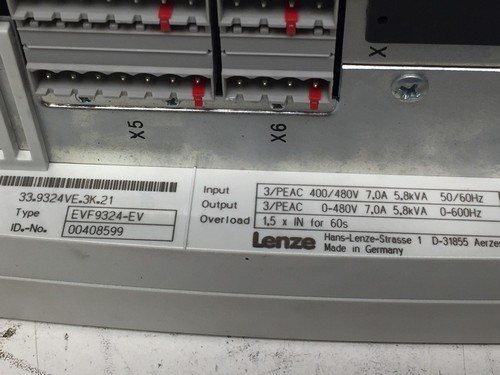 X
X5
X6
33.9324VE.3K.21
Type EVF9324-EV
ID.-No. 00408599
Input 3/PEAC 400/480V 7.0A 5.8kVA 50/60Hz
Output 3/PEAC 0-480V 7.0A 5.8kVA 0-600Hz
Overload 1,5 x IN for 60s
Lenze Hans-Lenze-Strasse 1 D-31855 Aerze
Made in Germany